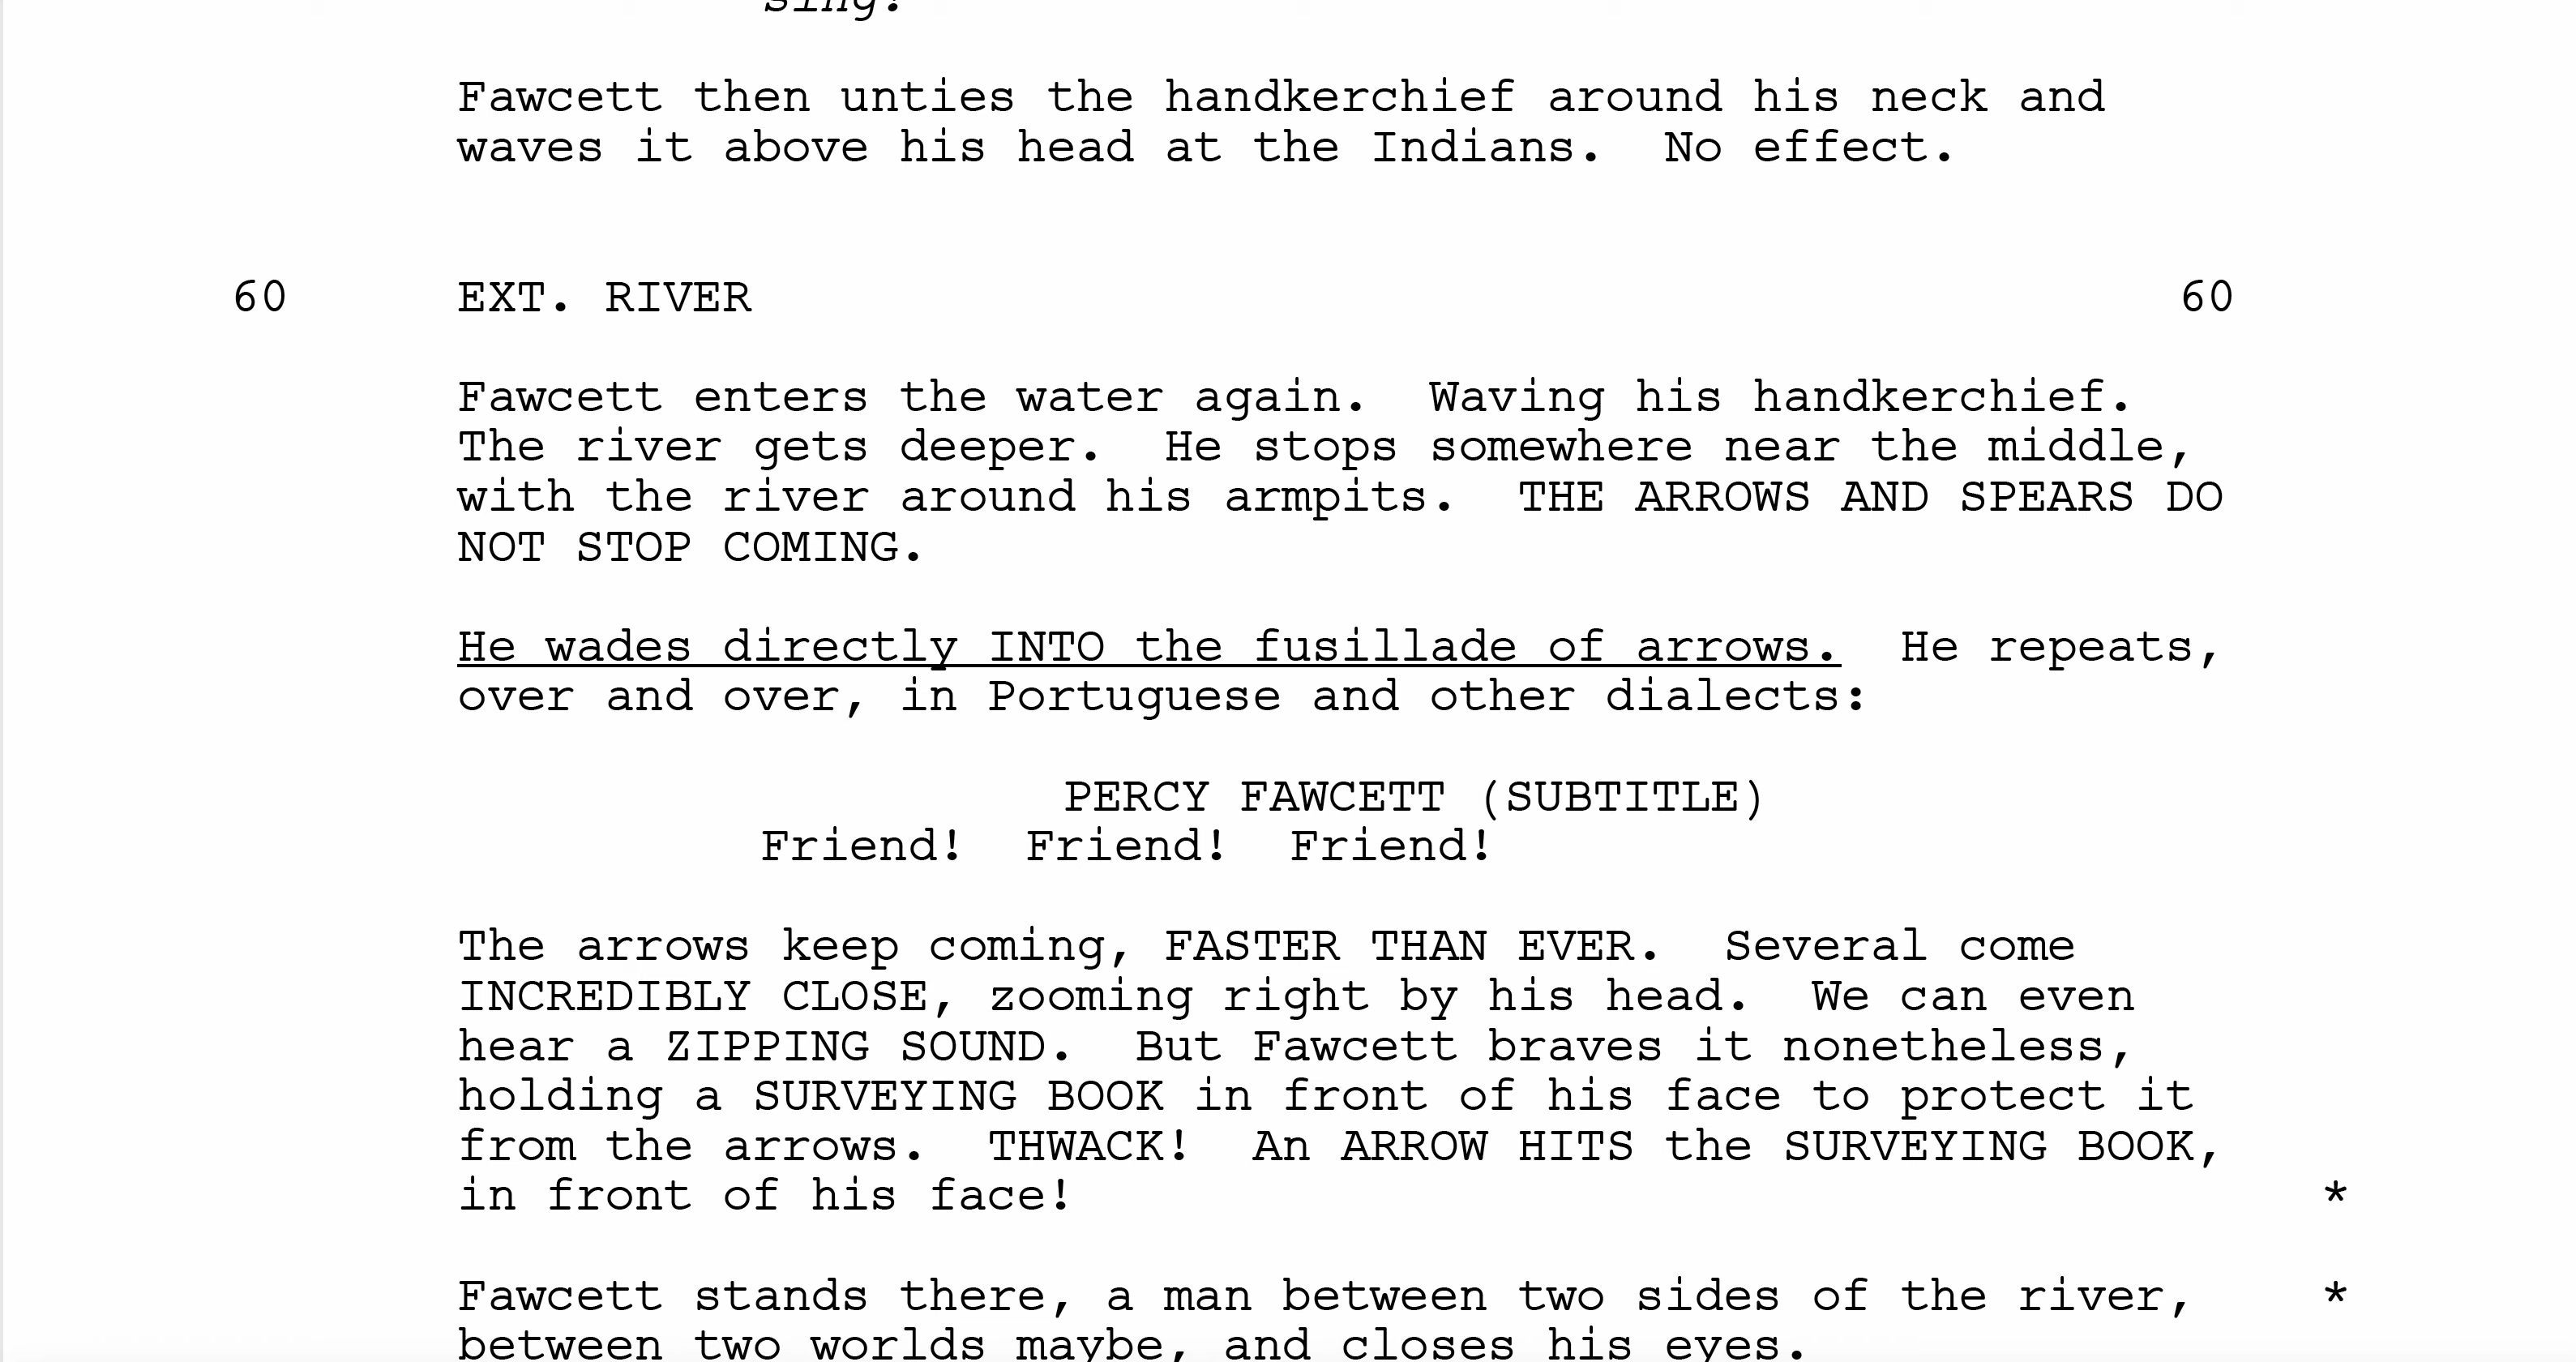 sing!
Fawcett then unties the handkerchief around his neck and
waves it above his head at the Indians.  No effect.
60 EXT. RIVER 60
Fawcett enters the water again.  Waving his handkerchief.
The river gets deeper.  He stops somewhere near the middle,
with the river around his armpits.  THE ARROWS AND SPEARS DO
NOT STOP COMING.
He wades directly INTO the fusillade of arrows.  He repeats,
over and over, in Portuguese and other dialects:
PERCY FAWCETT (SUBTITLE)
Friend!  Friend!  Friend!
The arrows keep coming, FASTER THAN EVER.  Several come
INCREDIBLY CLOSE, zooming right by his head.  We can even
hear a ZIPPING SOUND.  But Fawcett braves it nonetheless,
holding a SURVEYING BOOK in front of his face to protect it
from the arrows.  THWACK!  An ARROW HITS the SURVEYING BOOK,
in front of his face! *
Fawcett stands there, a man between two sides of the river, *
between two worlds maybe, and closes his eyes.